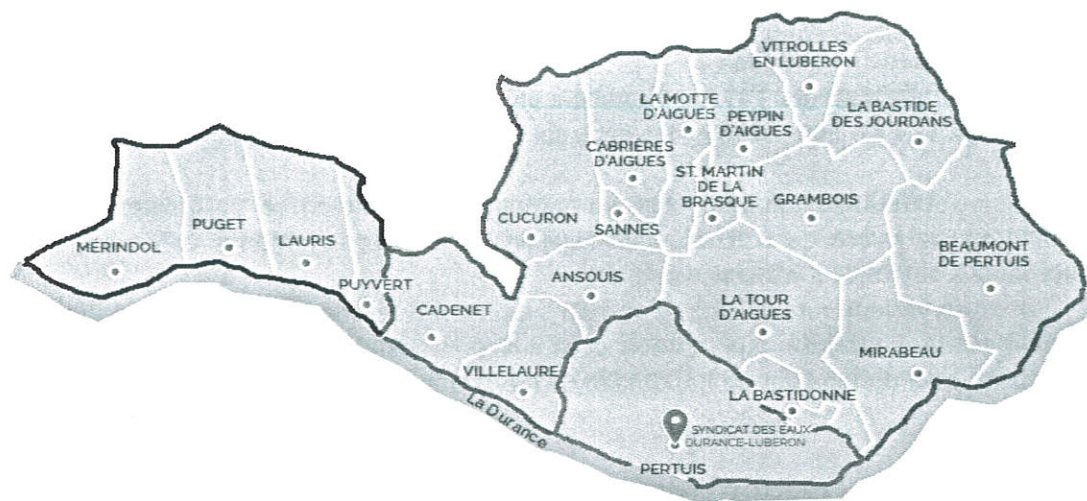 VITROLLES
EN LUBERON
LA MOTTE
D'AIGUES
PEYPIN
D'AIGUES
LA BASTIDE
DES JOURDANS
CABRIÈRES
D'AIGUES
ST. MARTIN
DE LA
BRASQUE
GRAMBOIS
CUCURON
SANNES
PUGET
LAURIS
MÉRINDOL
BEAUMONT
DE PERTUIS
ANSOUIS
PUYVERT
CADENET
LA TOUR
D'AIGUES
MIRABEAU
VILLELAURE
LA BASTIDONNE
La Durance
SYNDICAT DES EAUX
DURANCE-LUBERON
PERTUIS